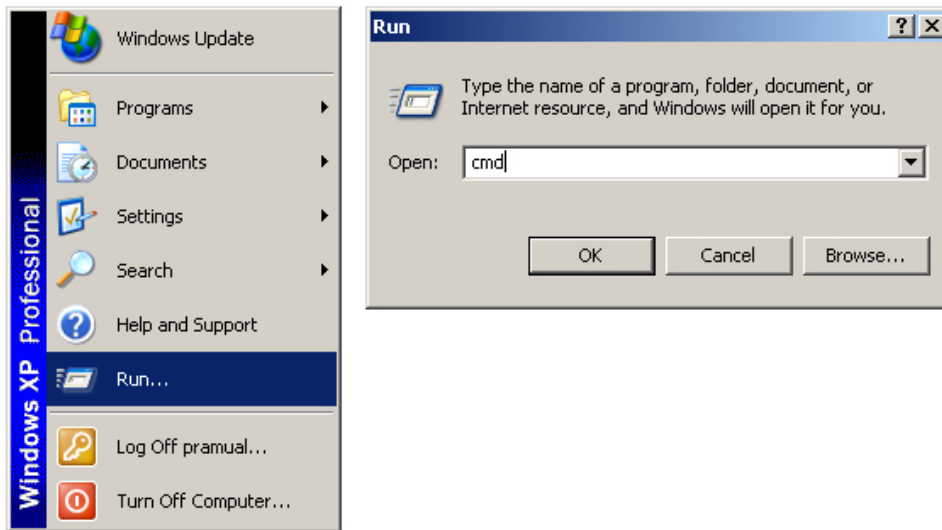 Windows XP Professional
Windows Update
Programs
Documents
Settings
Search
Help and Support
Run...
Log Off pramual...
Turn Off Computer...
Run
Type the name of a program, folder, document, or
Internet resource, and Windows will open it for you.
Open: cmd
OK Cancel Browse...